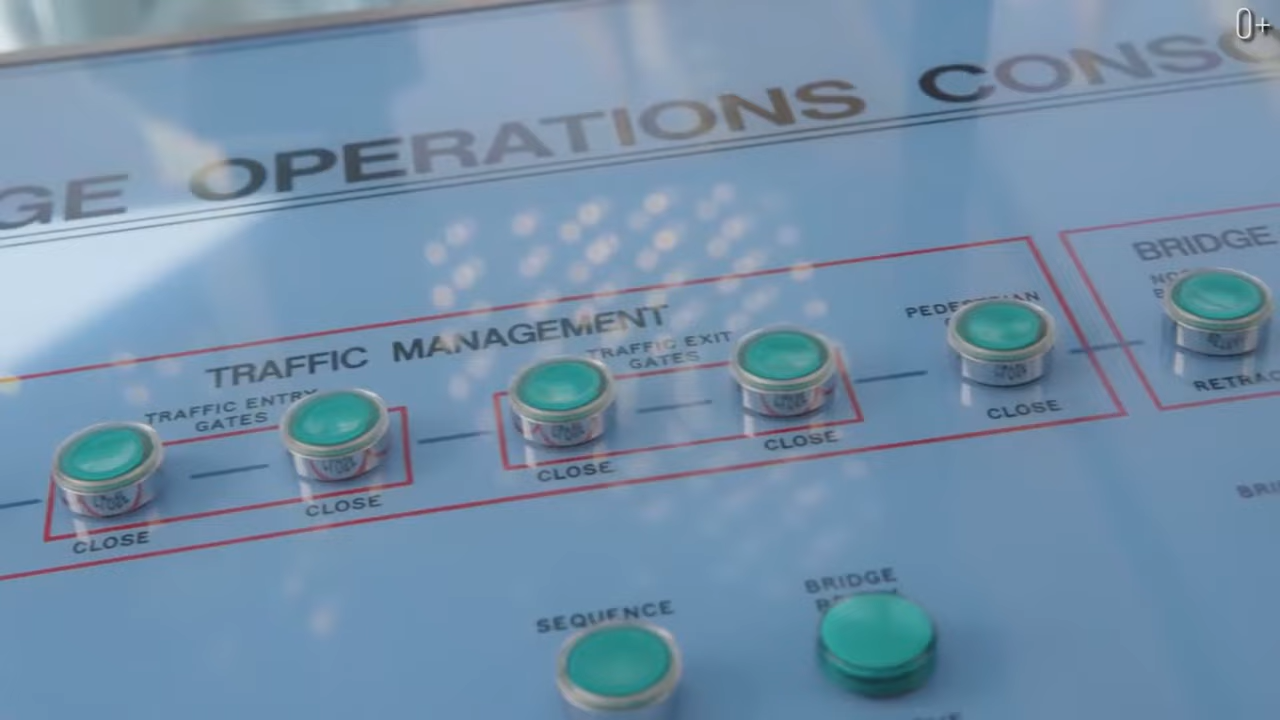 0+
GE OPERATIONS CONSO
TRAFFIC MANAGEMENT
BRIDGE
TRAFFIC ENTRY
GATES
TRAFFIC EXIT
GATES
CLOSE
CLOSE
CLOSE
CLOSE
CLOSE
RETRAC
SEQUENCE
BRIDGE